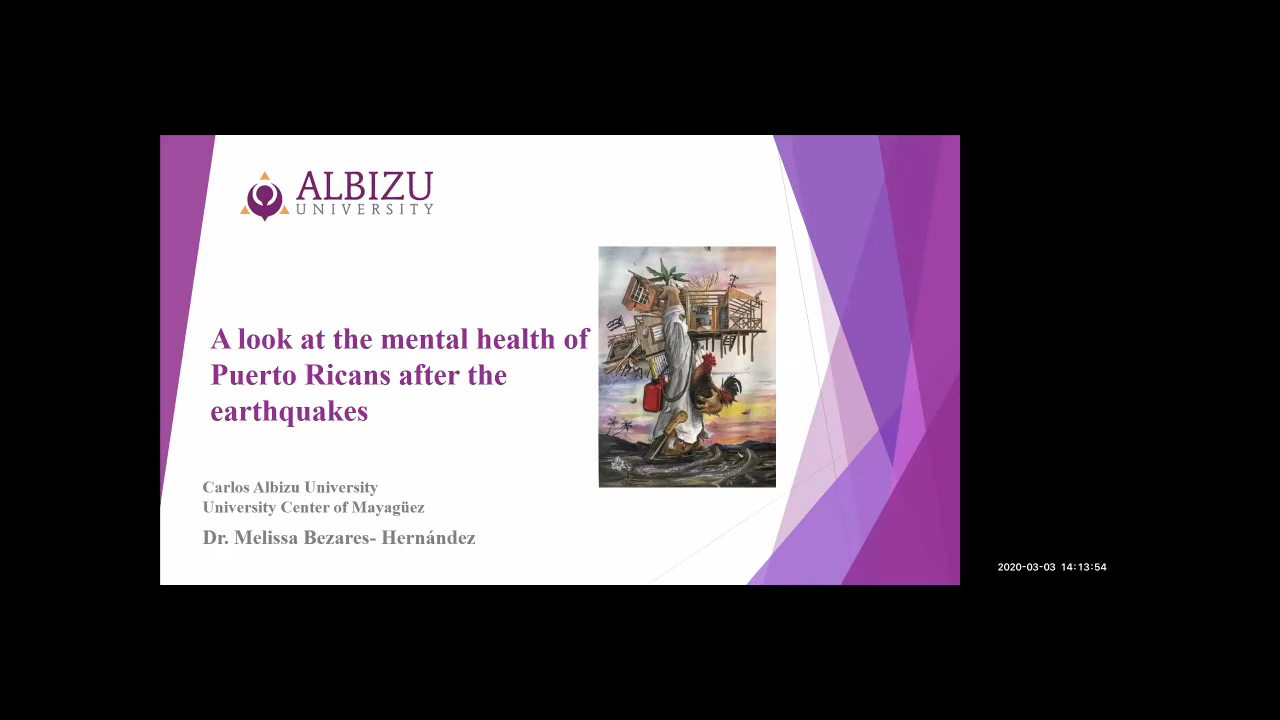 ALBIZU
UNIVERSITY
A look at the mental health of
Puerto Ricans after the
earthquakes
Carlos Albizu University
University Center of Mayagüez
Dr. Melissa Bezares- Hernández
2020-03-03 14:13:54